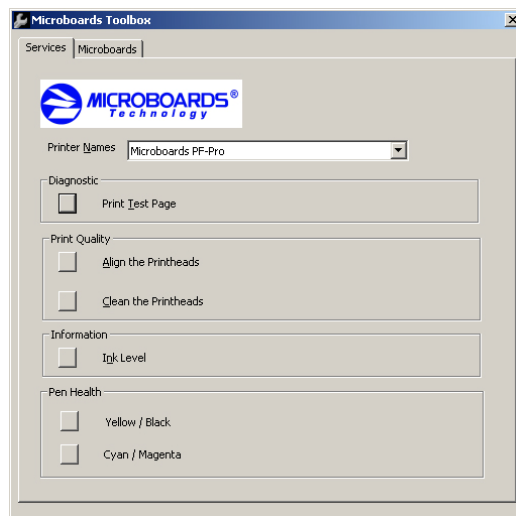 Microboards Toolbox
Services Microboards
MICROBOARDS®
Technology
Printer Names Microboards PF-Pro
Diagnostic
Print Test Page
Print Quality
Align the Printheads
Clean the Printheads
Information
Ink Level
Pen Health
Yellow / Black
Cyan / Magenta